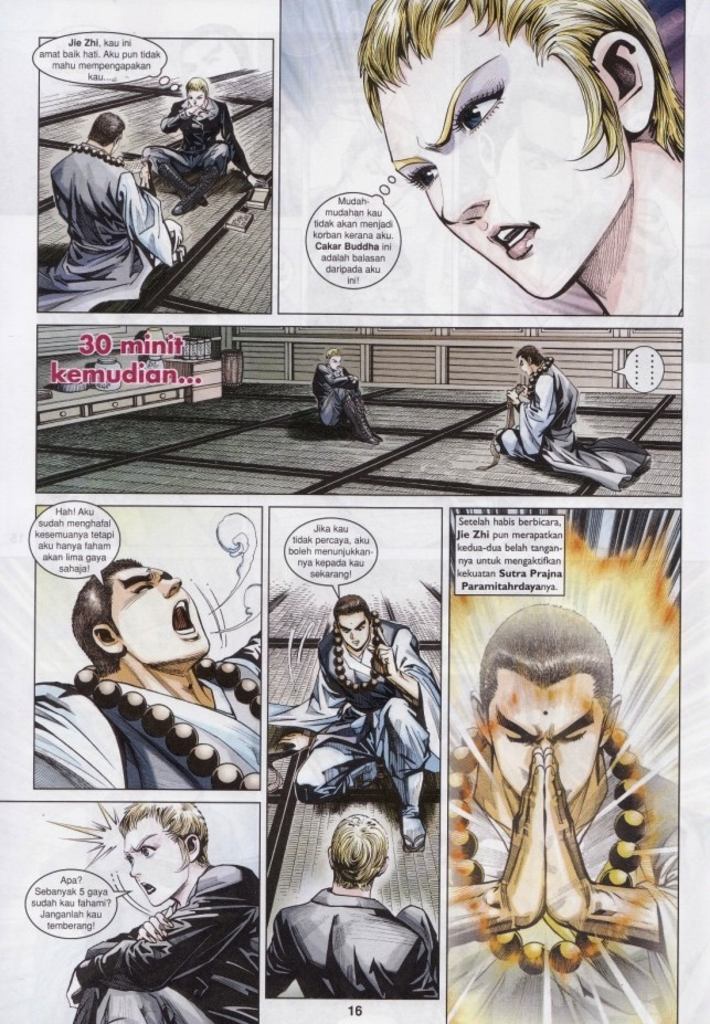 Jie Zhi, kau ini
amat baik hati. Aku pun tidak
mahu mempengapakan
kau....
Mudah-
mudahan kau
tidak akan menjadi
korban kerana aku.
Cakar Buddha ini
adalah balasan
daripada aku
ini!
30 minit
kemudian...
Hah! Aku
sudah menghafal
kesemuanya tetapi
aku hanya faham
akan lima gaya
sahaja!
Jika kau
tidak percaya, aku
boleh menunjukkan-
nya kepada kau
sekarang!
Setelah habis berbicara,
Jie Zhi pun merapatkan
kedua-dua belah tangan-
nya untuk mengaktifkan
kekuatan Sutra Prajna
Paramitahrdayanya.
Apa?
Sebanyak 5 gaya
sudah kau fahami?
Janganlah kau
temberang!
16